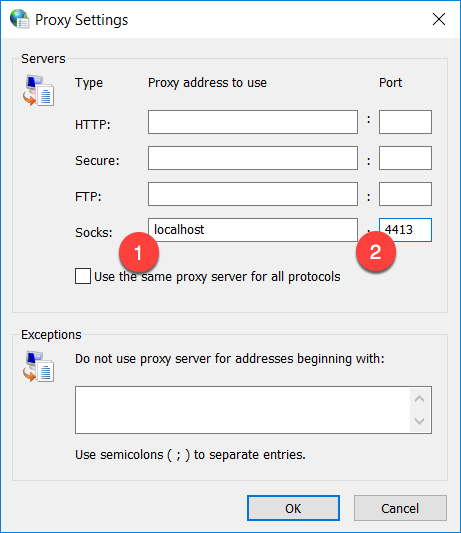 Proxy Settings
Servers
Type Proxy address to use Port
HTTP: :
Secure: :
FTP: :
Socks: localhost : 4413
1 2
Use the same proxy server for all protocols
Exceptions
Do not use proxy server for addresses beginning with:
Use semicolons ( ; ) to separate entries.
OK Cancel